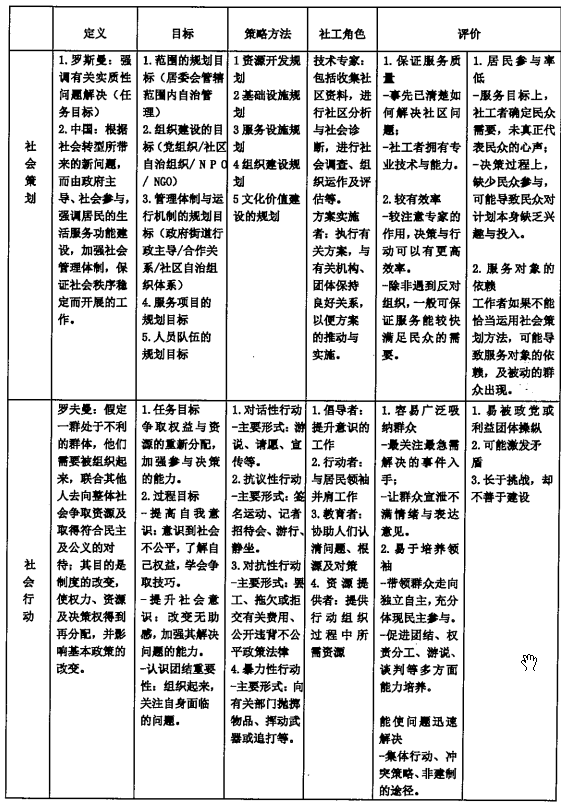 定义
目标
策略方法
社工角色
评价
社
会
策
划
1. 罗斯曼：强
调有关实质性
问题解决（任
务目标）
2. 中国：根据
社会转型所带
来的新问题，
而由政府主
导、社会参与，
强调居民的生
活服务功能建
设，加强社会
管理体制，保
证社会秩序稳
定而开展的工
作。
1. 范围的规划目
标（居委会管辖
范围内自治管
理）
2. 组织建设的目
标（党组织/社区
自治组织/ N P O
/ NGO）
3. 管理体制与运
行机制的规划目
标（政府街道行
政主导/合作关
系/社区自治组
织体系）
4. 服务项目的
规划目标
5. 人员队伍的
规划目标
1 资源开发规
划
2 基础设施规
划
3 服务设施规
划
4 组织建设规
划
5 文化价值建
设的规划
技术专家：
包括收集社
区资料，进
行社区分析
与社会诊
断，进行社
会调查、组
织运作及评
估等。
方案实施
者：执行有
关方案，与
有关机构、
团体保持
良好关系，
以便方案
的推动与
实施。
1. 保证服务质
量
-事先已清楚如
何解决社区问
题；
-社工者拥有专
业技术与能力。
2. 较有效率
-较注意专家的
作用，决策与行
动可以有更高
效率。
-除非遇到反对
组织，一般可保
证服务能较快
满足民众的需
要。
1. 居民参与率
低
-服务目标上，
社工者确定民众
需要，未真正代
表民众的心声；
-决策过程上，
缺少民众参与，
可能导致民众对
计划本身缺乏兴
趣与投入。
2. 服务对象的
依赖
工作者如果不能
恰当运用社会策
划方法，可能导
致服务对象的依
赖，及被动的群
众出现。
社
会
行
动
罗夫曼：假定
一群处于不利
的群体，他们
需要被组织起
来，联合其他
人去向整体社
会争取资源及
取得符合民主
及公义的对
待；其目的是
制度的改变，
使权力、资源
及决策权得到
再分配，并影
响基本政策的
改变。
1. 任务目标
争取权益与资
源的重新分配，
加强参与决策
的能力。
2. 过程目标
-提高自我意
识：意识到社会
不公平，了解自
己权益，学会争
取技巧。
-提升社会意
识：改变无助
感，加强其解决
问题的能力。
-认识团结重要
性：组织起来，
关注自身面临
的问题。
1. 对话性行动
-主要形式：游
说、请愿、宣
传等。
2. 抗议性行动
-主要形式：签
名运动、记者
招待会、游行、
静坐。
3. 对抗性行动
-主要形式：罢
工、拖欠或拒
交有关费用、
公开违背不公
平政策法律
4. 暴力性行动
-主要形式：向
有关部门抛掷
物品、挥动武
器或追打等。
1. 倡导者：
提升意识的
工作
2. 行动者：
与居民领袖
并肩工作
3. 教育者：
协助人们认
清问题、根
源及对策
4. 资源提
供者：提供
行动组织
过程中所
需资源
1. 容易广泛吸
纳群众
-最关注最急需
解决的事件入
手；
-让群众宣泄不
满情绪与表达
意见。
2. 易于培养领
袖
-带领群众走向
独立自主，充分
体现民主参与。
-促进团结、权
责分工、游说、
谈判等多方面
能力培养。
能使问题迅速
解决
-集体行动、冲
突策略、非建制
的途径。
1. 易被政党或
利益团体操纵
2. 可能激发矛
盾
3. 长于挑战，却
不善于建设